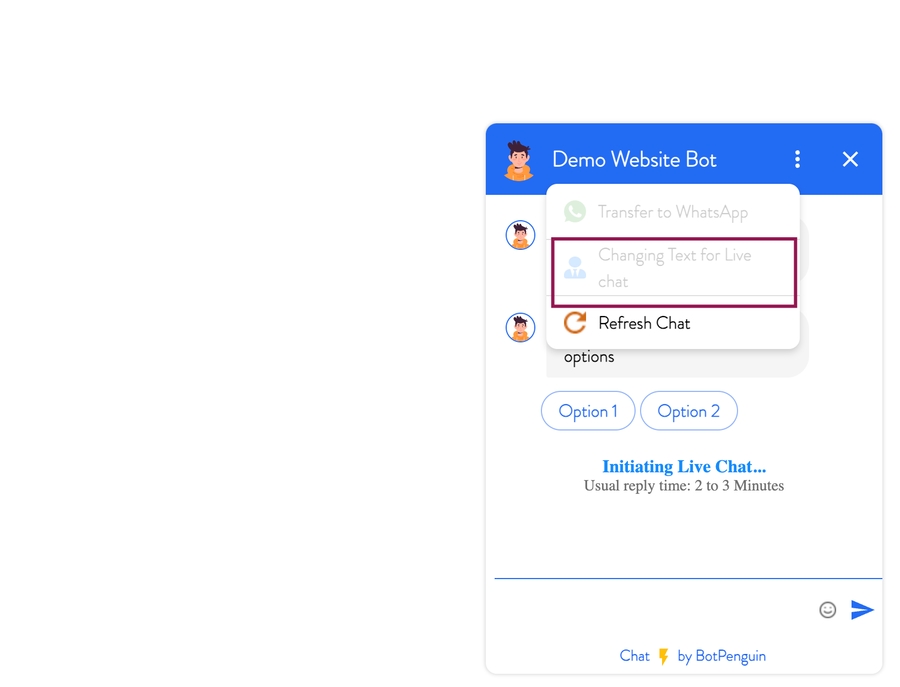 Demo Website Bot
Transfer to WhatsApp
Changing Text for Live
chat
Refresh Chat
options
Option 1
Option 2
Initiating Live Chat...
Usual reply time: 2 to 3 Minutes
Chat by BotPenguin